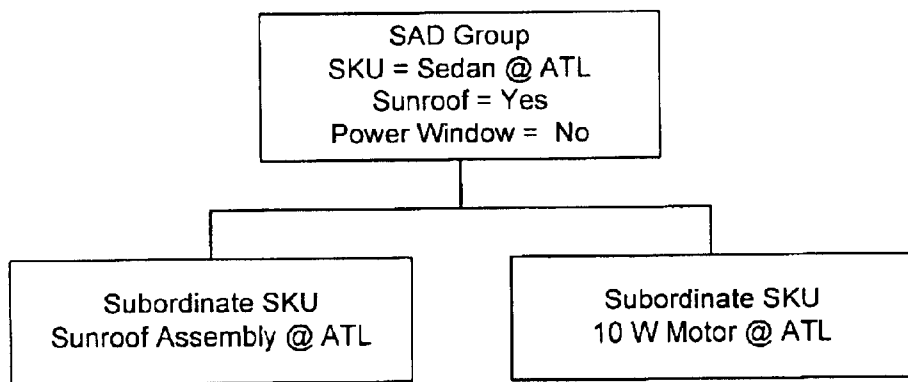 SAD Group
SKU = Sedan @ ATL
Sunroof = Yes
Power Window = No
Subordinate SKU
Sunroof Assembly @ ATL
Subordinate SKU
10 W Motor @ ATL